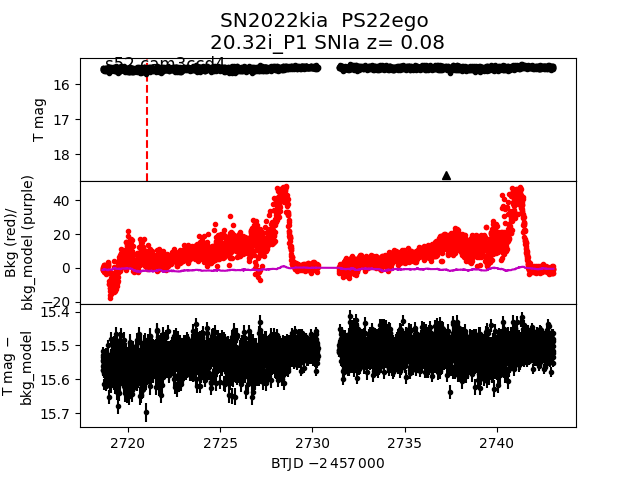 SN2022kia PS22ego
20.32i_P1 SNIa z= 0.08
s52 cam3ccd4
T mag
16
17
18
Bkg (red)/
bkg_model (purple)
40
20
0
−20
T mag −
bkg_model
15.4
15.5
15.6
15.7
2720 2725 2730 2735 2740
BTJD −2 457 000